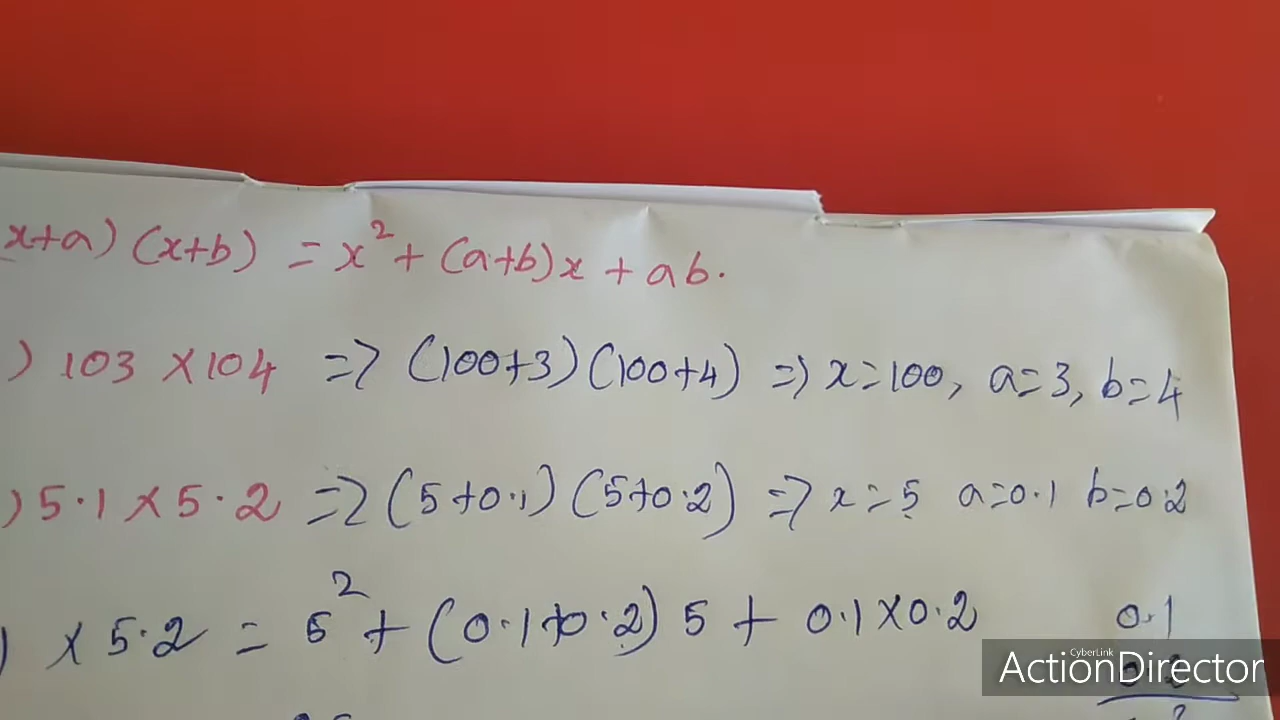 x+a) (x+b) = x² + (a+b)x + ab.
) 103 × 104 => (100+3) (100+4) => x=100, a=3, b=4
) 5.1 × 5.2 => (5+0.1) (5+0.2) => x=5 a=0.1 b=0.2
) × 5.2 = 5² + (0.1+0.2) 5 + 0.1×0.2
0.1
CyberLink
ActionDirector